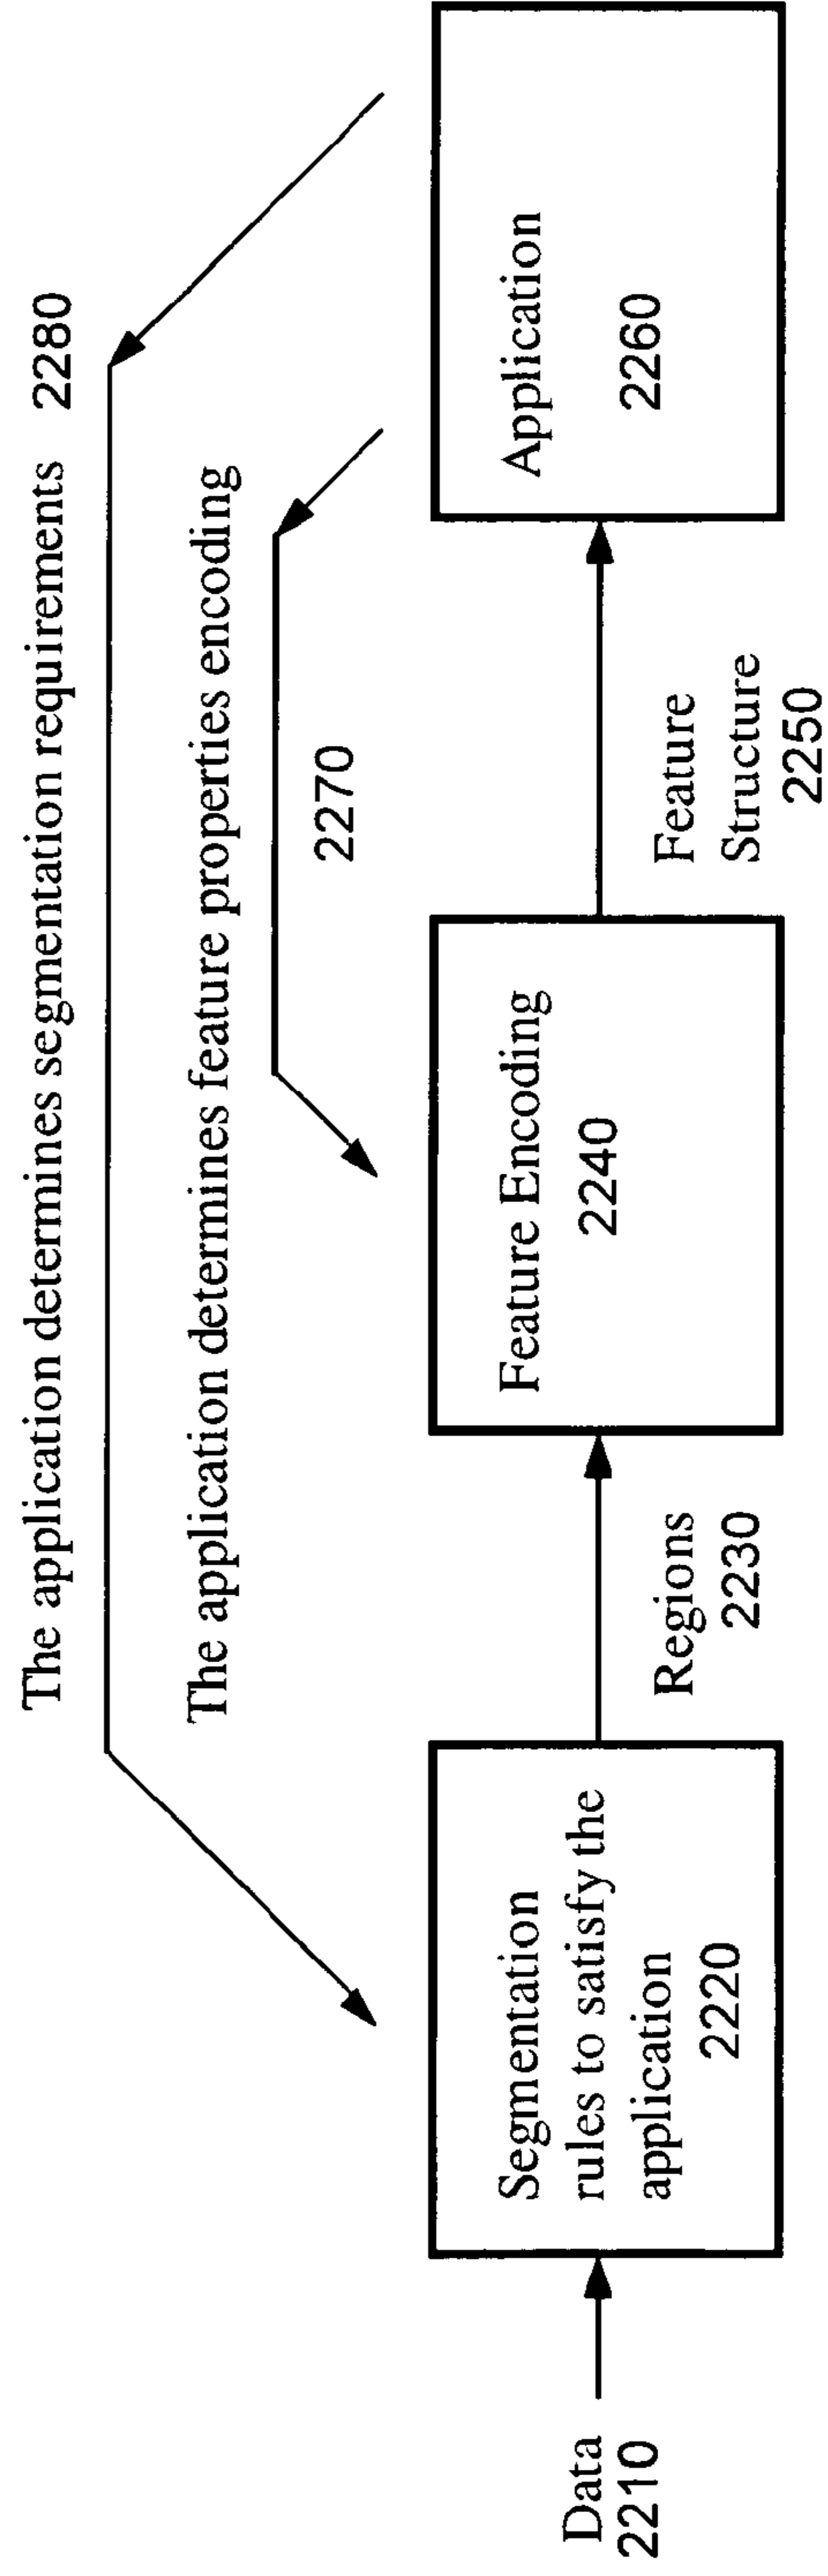 The application determines segmentation requirements 2280
The application determines feature properties encoding
2270
Data
2210
Segmentation
rules to satisfy the
application
2220
Regions
2230
Feature Encoding
2240
Feature
Structure
2250
Application
2260